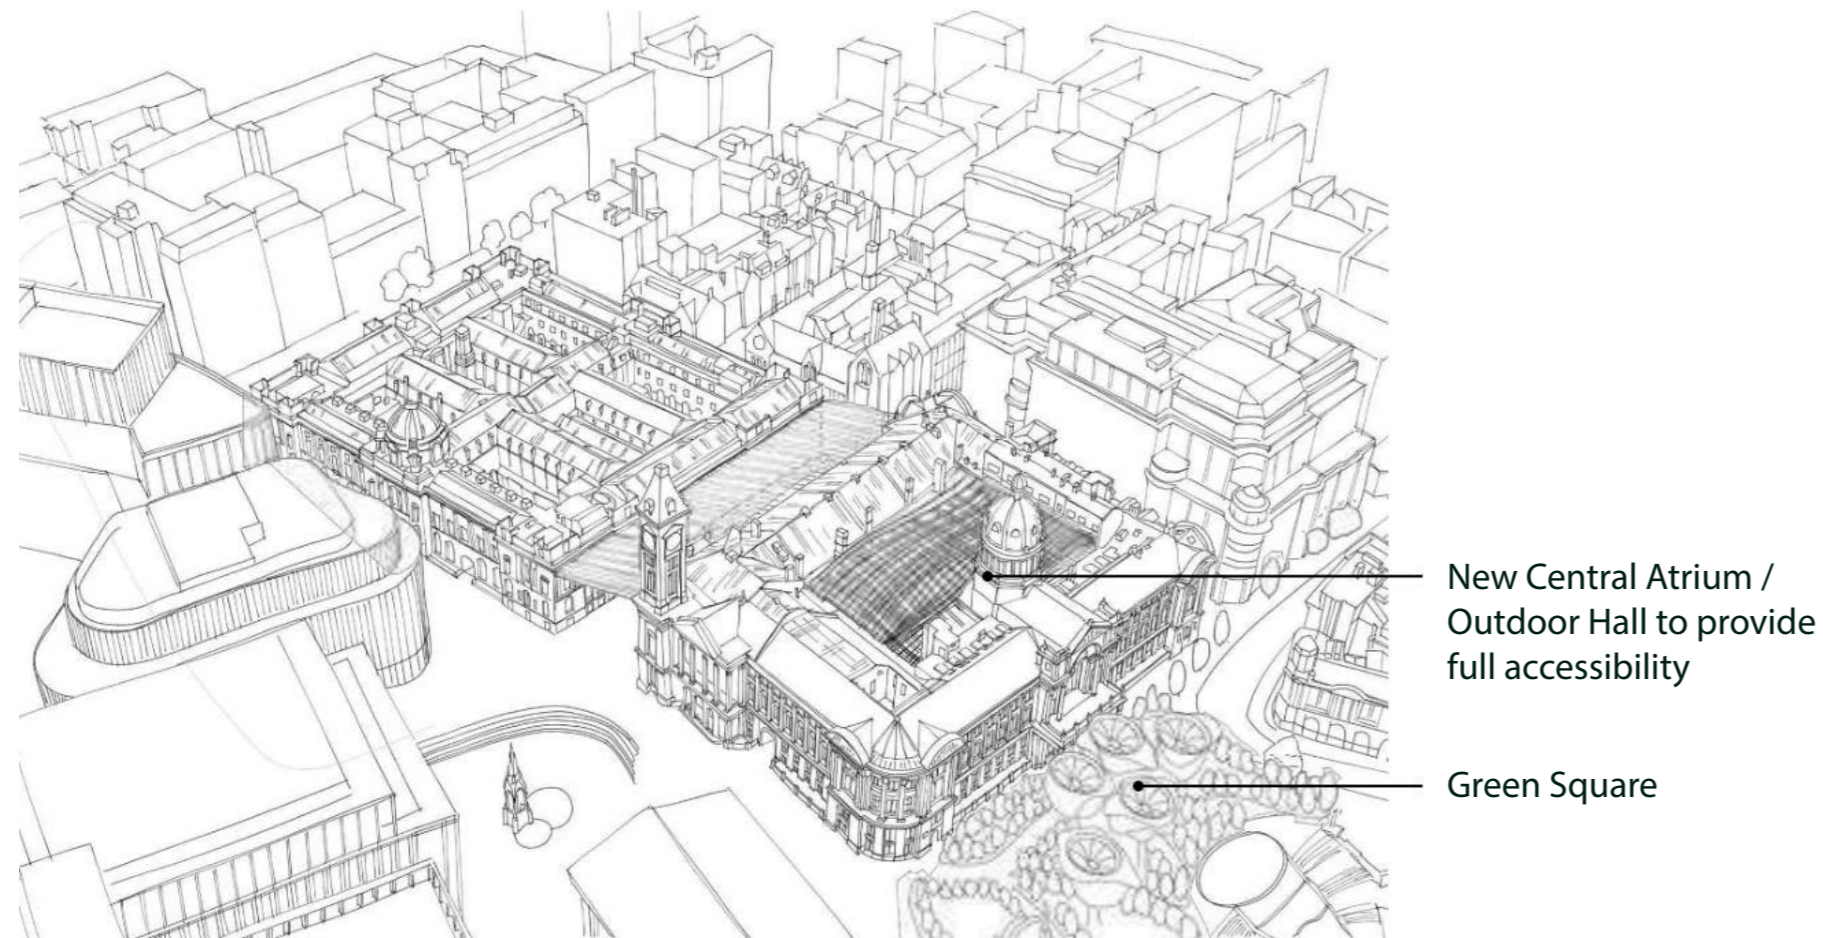 New Central Atrium /
Outdoor Hall to provide
full accessibility
Green Square